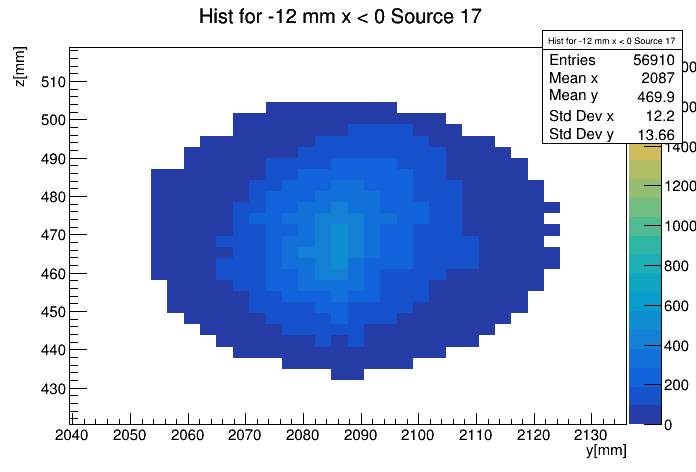 Hist for -12 mm x < 0 Source 17
z[mm]
Hist for -12 mm x < 0 Source 17
Entries 56910
Mean x 2087
Mean y 469.9
Std Dev x 12.2
Std Dev y 13.66
510
500
490
480
470
460
450
440
430
1400
1200
1000
800
600
400
200
0
2040 2050 2060 2070 2080 2090 2100 2110 2120 2130
y[mm]